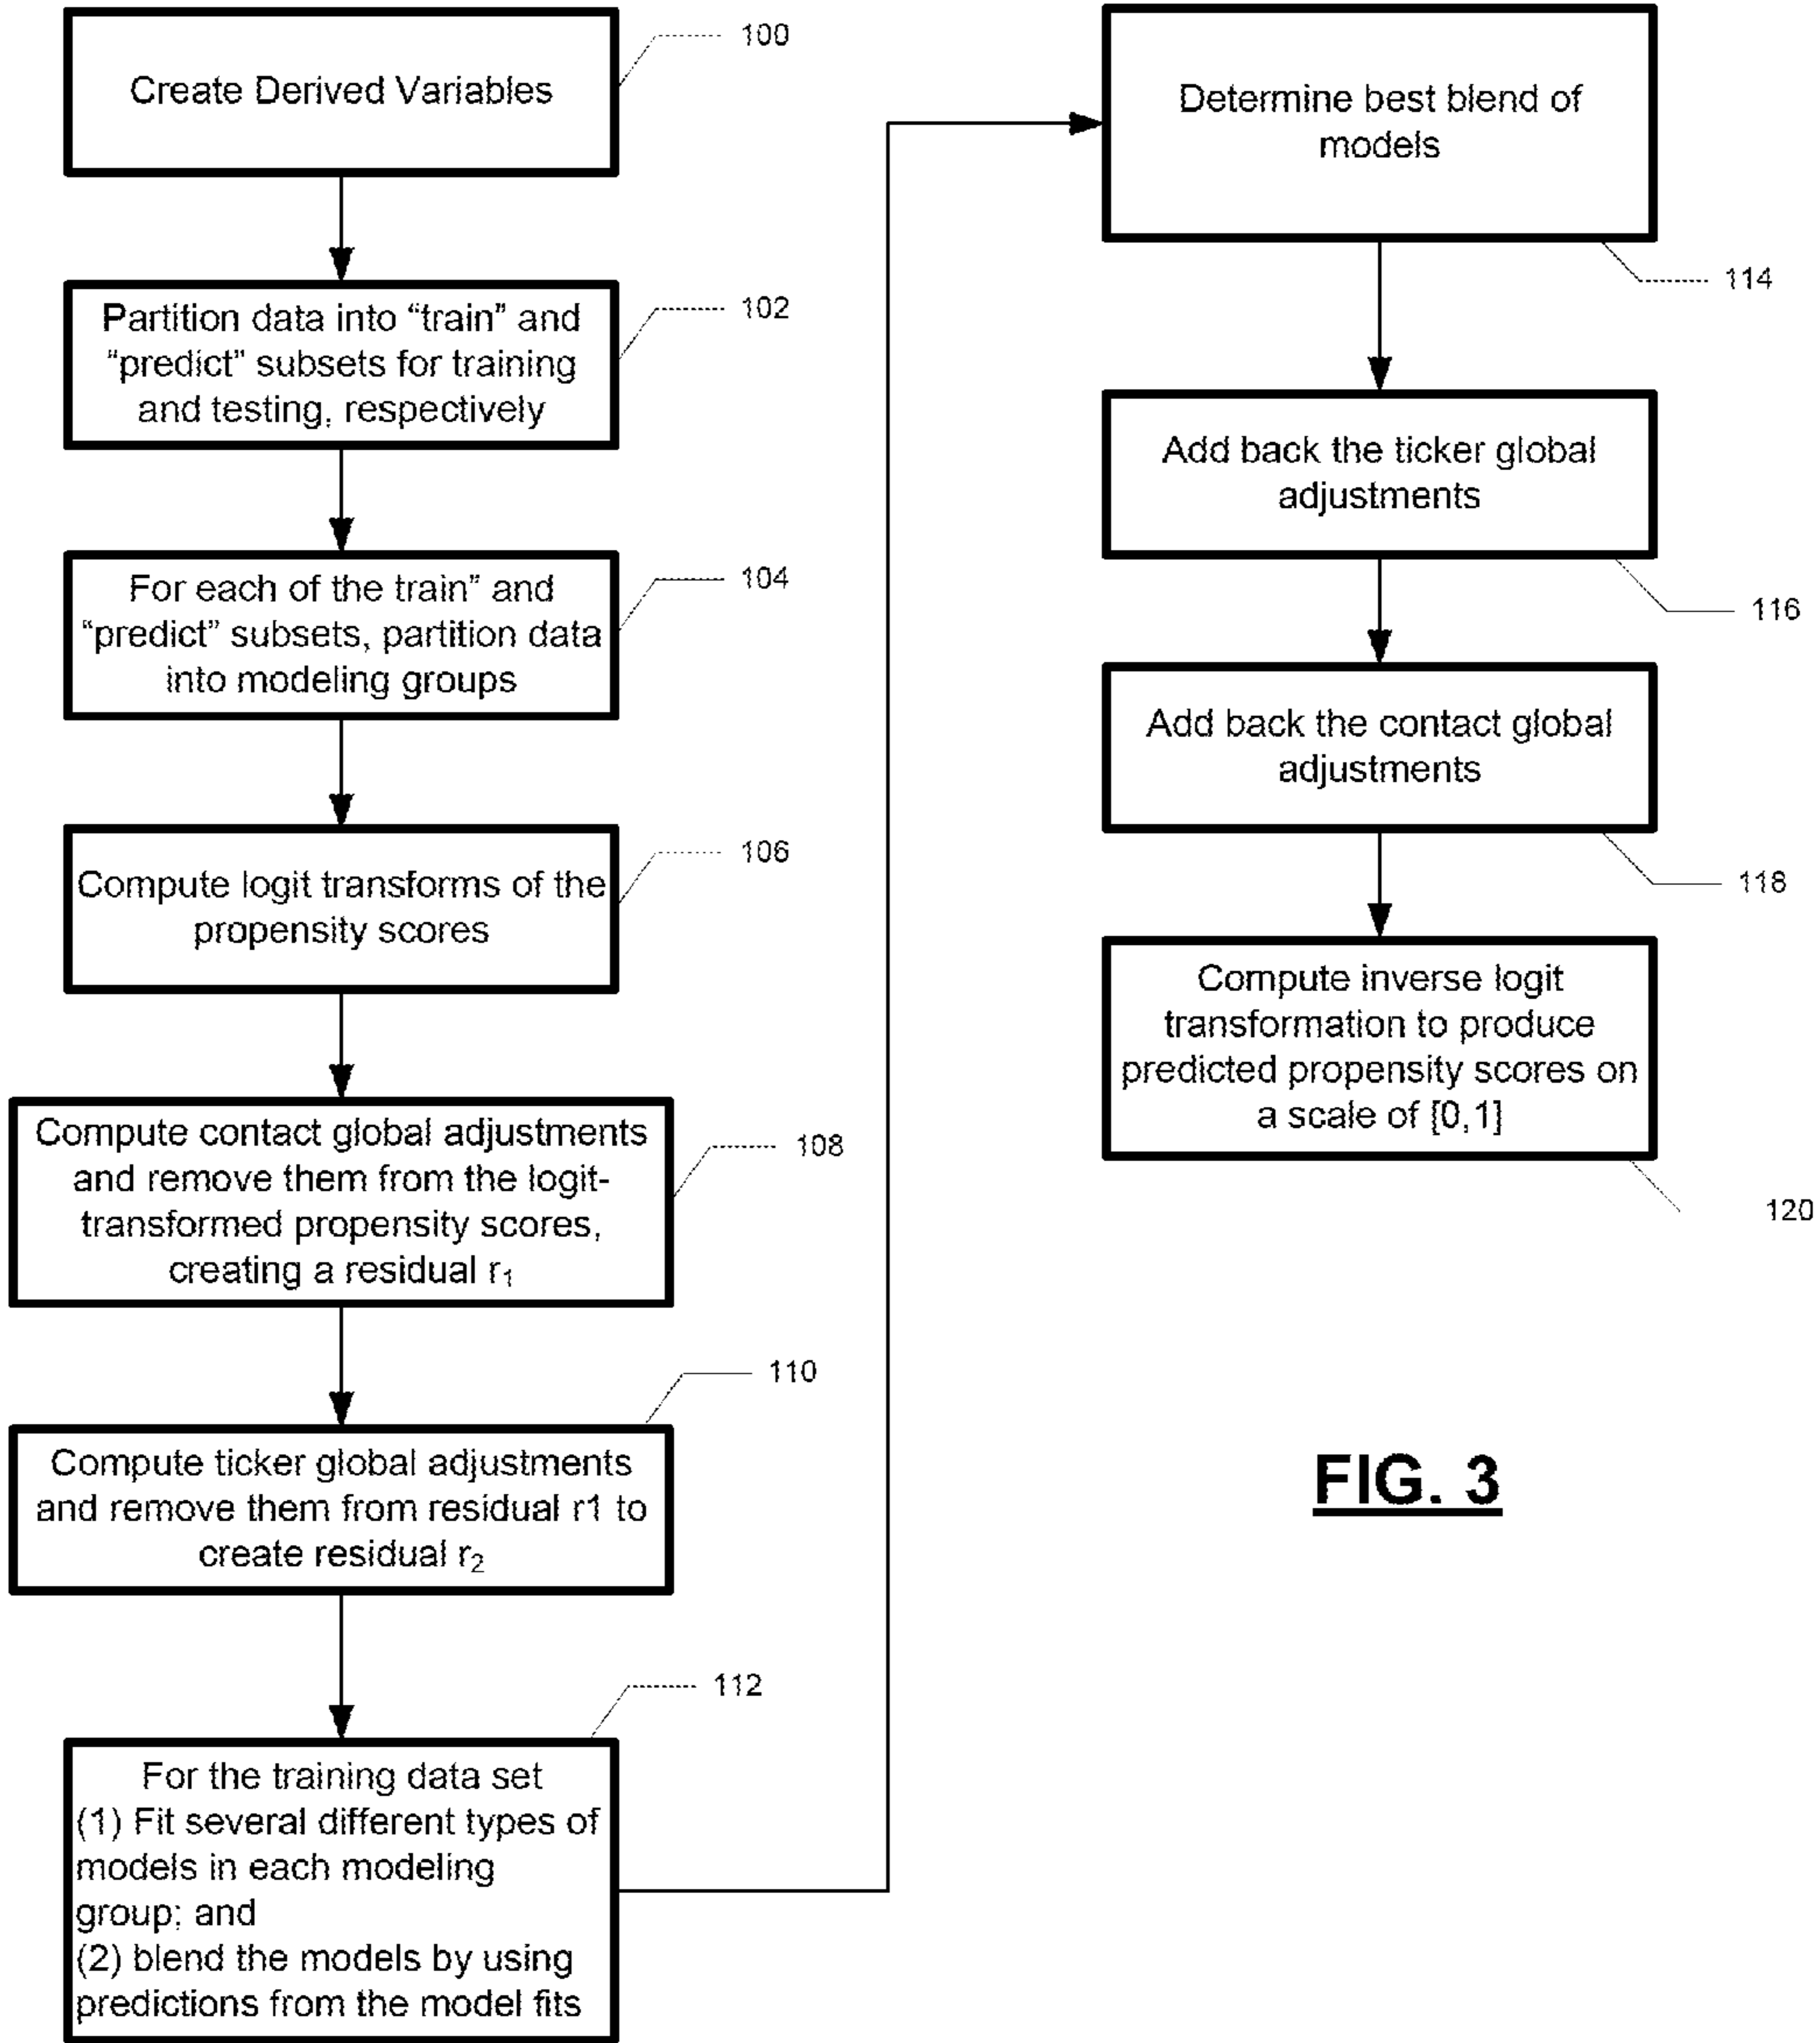 Create Derived Variables
100
Partition data into “train” and
“predict” subsets for training
and testing, respectively
102
For each of the train” and
“predict” subsets, partition data
into modeling groups
104
Compute logit transforms of the
propensity scores
106
Compute contact global adjustments
and remove them from the logit-
transformed propensity scores,
creating a residual r₁
108
Compute ticker global adjustments
and remove them from residual r1 to
create residual r₂
110
For the training data set
(1) Fit several different types of
models in each modeling
group; and
(2) blend the models by using
predictions from the model fits
112
Determine best blend of
models
114
Add back the ticker global
adjustments
116
Add back the contact global
adjustments
118
Compute inverse logit
transformation to produce
predicted propensity scores on
a scale of [0,1]
120
FIG. 3